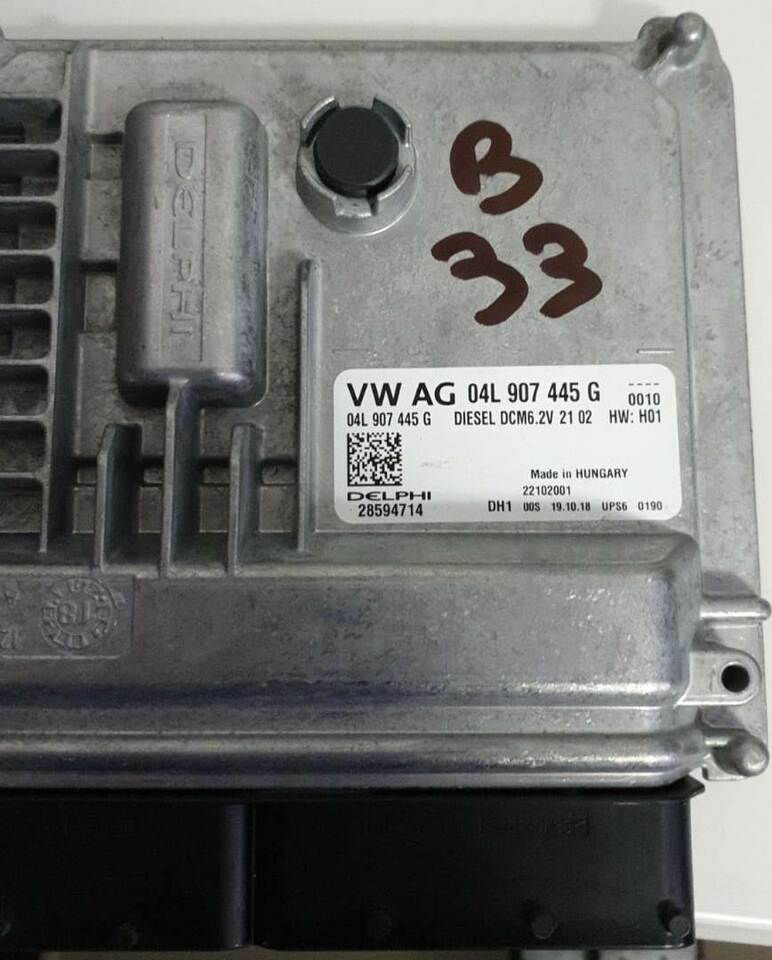 DELPHI
B
33
VW AG 04L 907 445 G ---- 0010
04L 907 445 G DIESEL DCM6.2V 21 02 HW: H01
Made in HUNGARY
22102001
DELPHI
28594714 DH1 00S 19.10.18 UPS6 0190
18